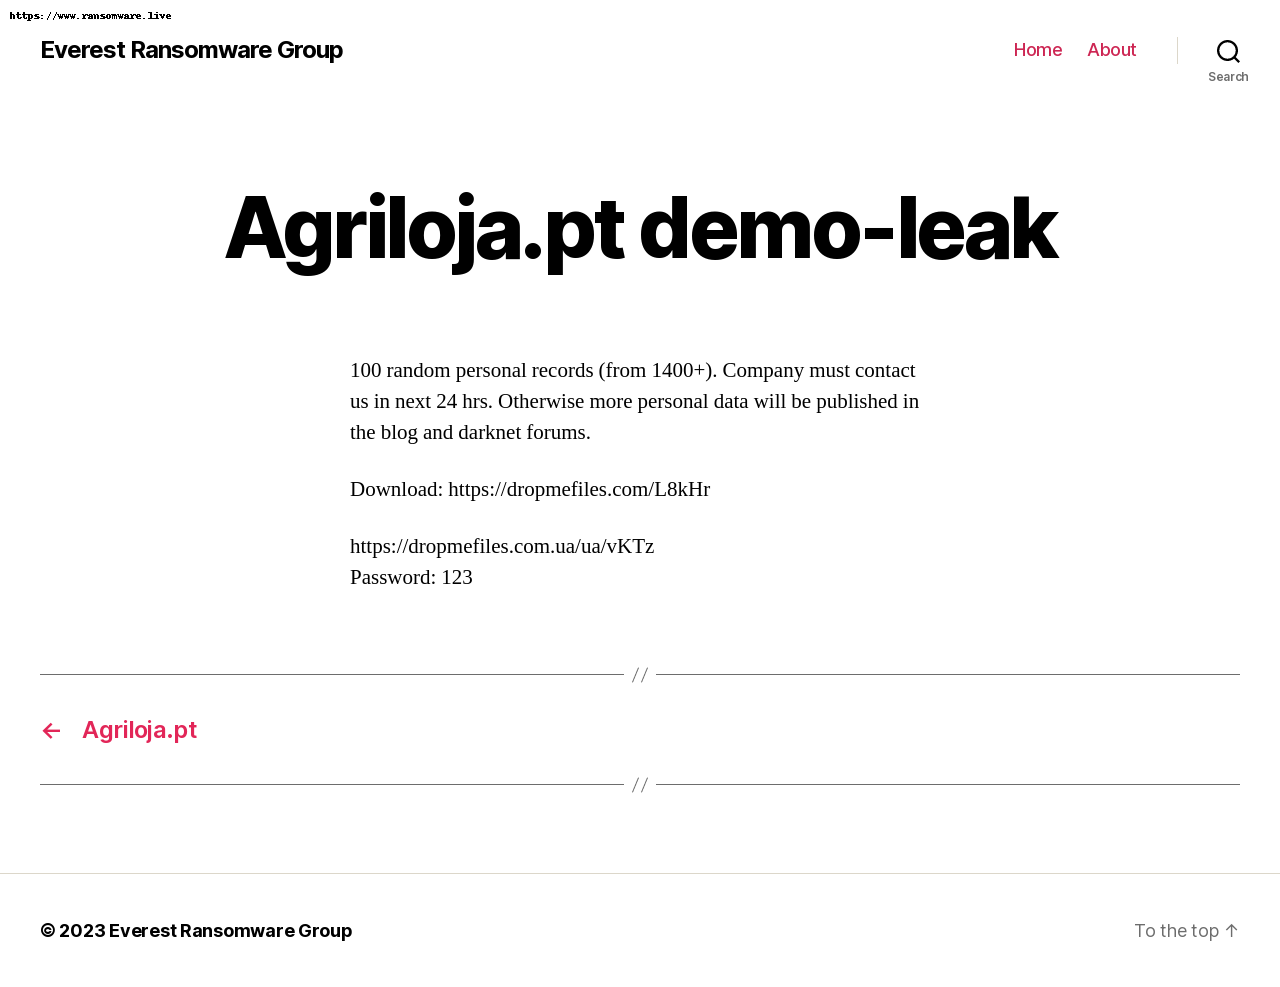 https://www.ransomware.live
Everest Ransomware Group
Home
About
Search
Agriloja.pt demo-leak
100 random personal records (from 1400+). Company must contact
us in next 24 hrs. Otherwise more personal data will be published in
the blog and darknet forums.
Download: https://dropmefiles.com/L8kHr
https://dropmefiles.com.ua/ua/vKTz
Password: 123
//
← Agriloja.pt
//
© 2023 Everest Ransomware Group
To the top ↑